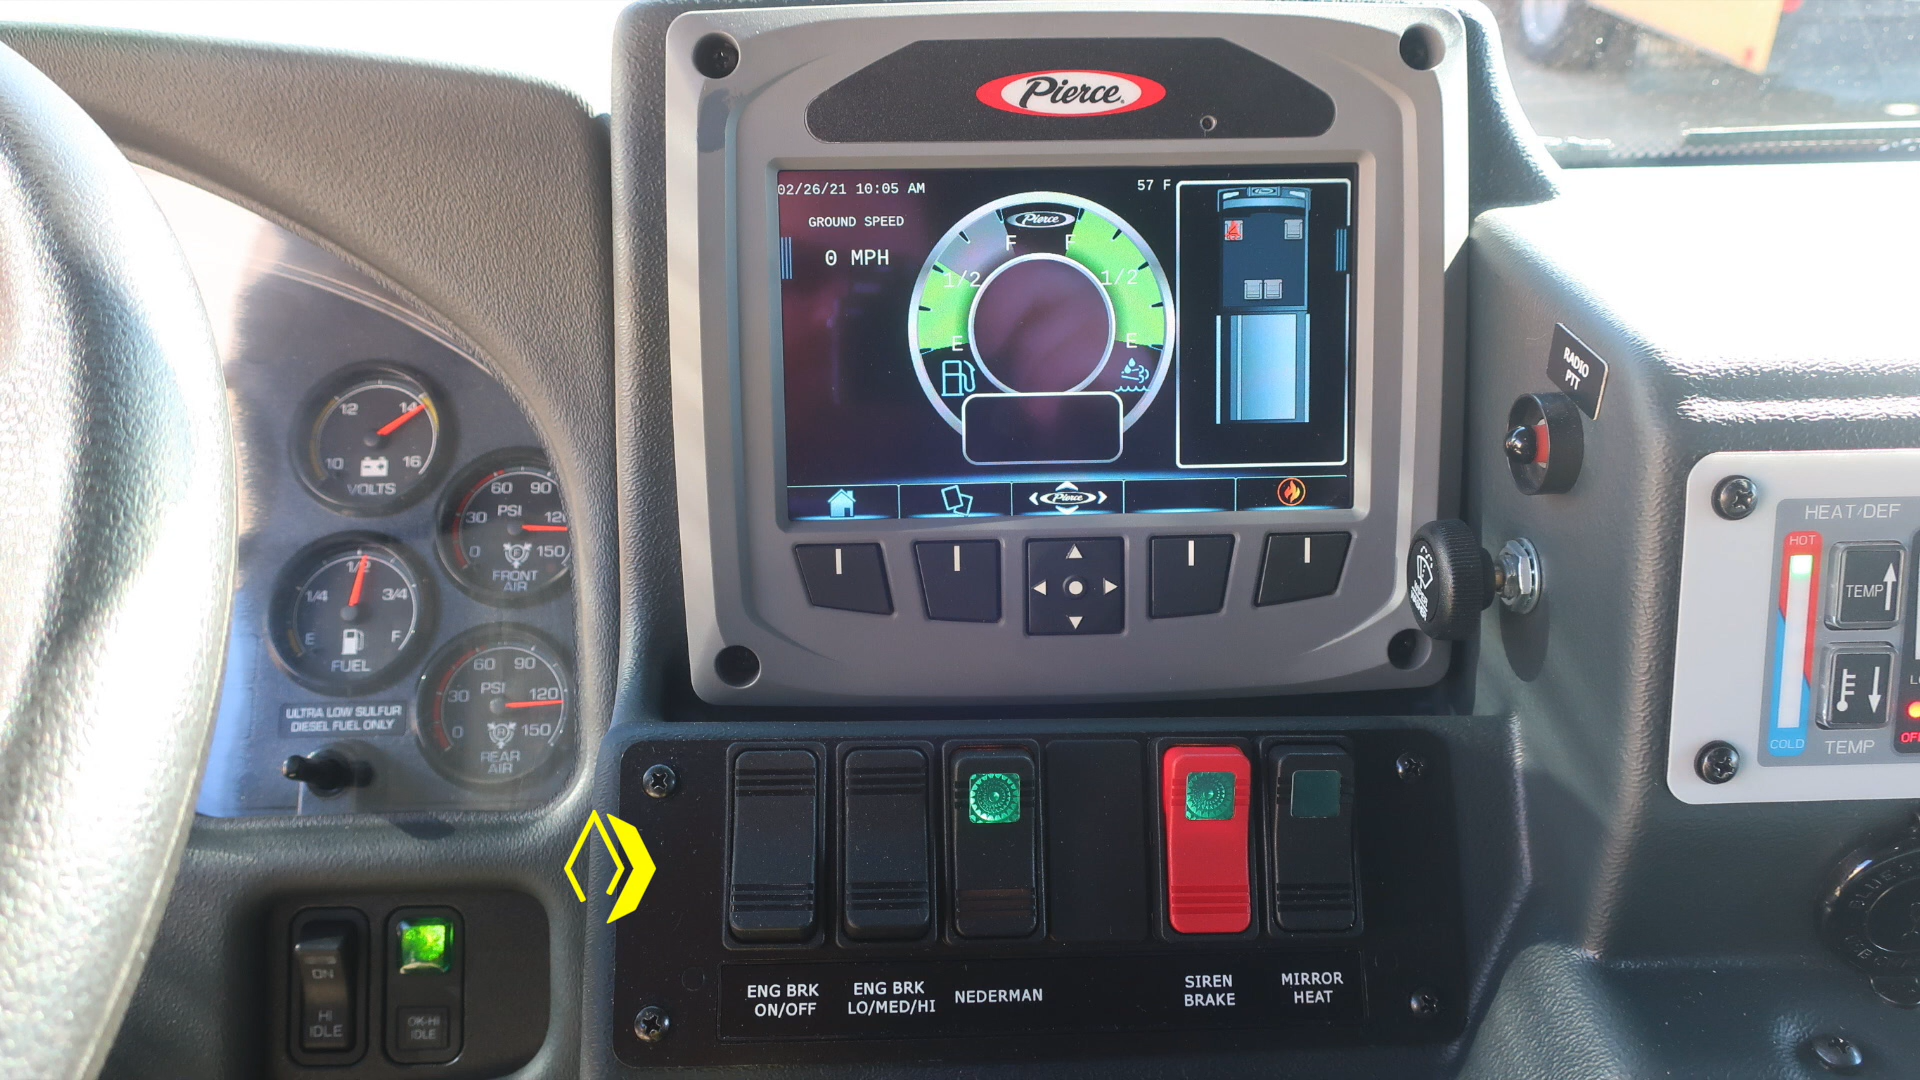 Pierce
02/26/21 10:05 AM
57 F
GROUND SPEED
0 MPH
Pierce
F
F
1/2
1/2
E
E
Pierce
12
14
10
16
VOLTS
60 90
30
PSI
120
0
150
F
FRONT
AIR
1/2
1/4
3/4
E
F
FUEL
60 90
30
PSI
120
0
150
R
REAR
AIR
ULTRA LOW SULFUR
DIESEL FUEL ONLY
ON
HI
IDLE
OK-HI
IDLE
ENG BRK
ON/OFF
ENG BRK
LO/MED/HI
NEDERMAN
SIREN
BRAKE
MIRROR
HEAT
RADIO
PTT
HEAT/DEF
HOT
TEMP
COLD
TEMP
BLUE